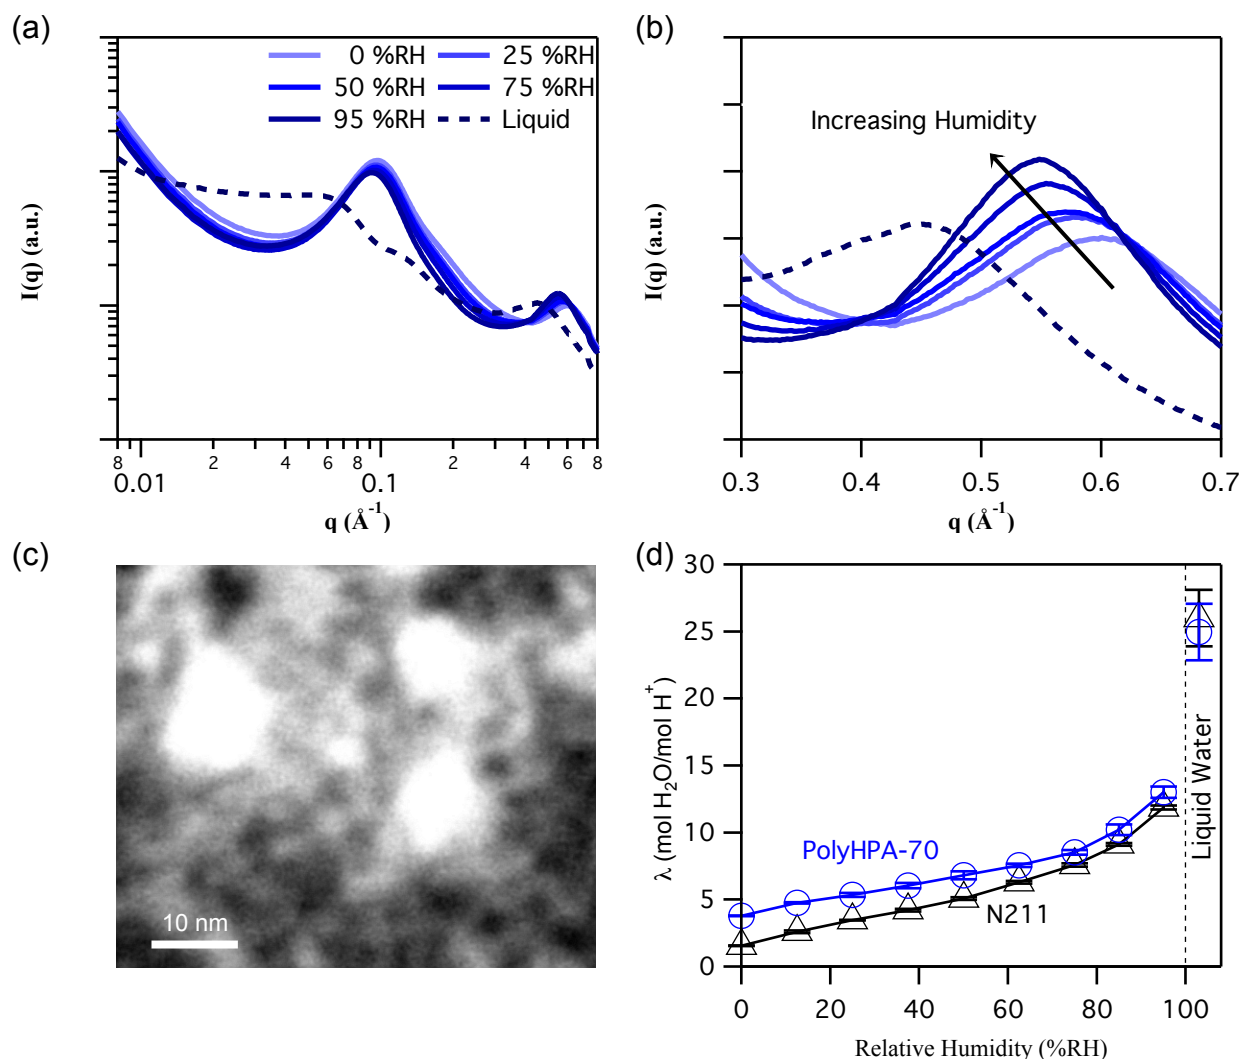 (a)
0 %RH 25 %RH
50 %RH 75 %RH
95 %RH Liquid
I(q) (a.u.)
8 2 4 6 8 2 4 6 8
0.01 0.1
q (Å⁻¹)
(b)
Increasing Humidity
I(q) (a.u.)
0.3 0.4 0.5 0.6 0.7
q (Å⁻¹)
(c)
10 nm
(d)
30
25
20
15
10
5
0
λ (mol H₂O/mol H⁺)
PolyHPA-70
N211
Liquid Water
0 20 40 60 80 100
Relative Humidity (%RH)